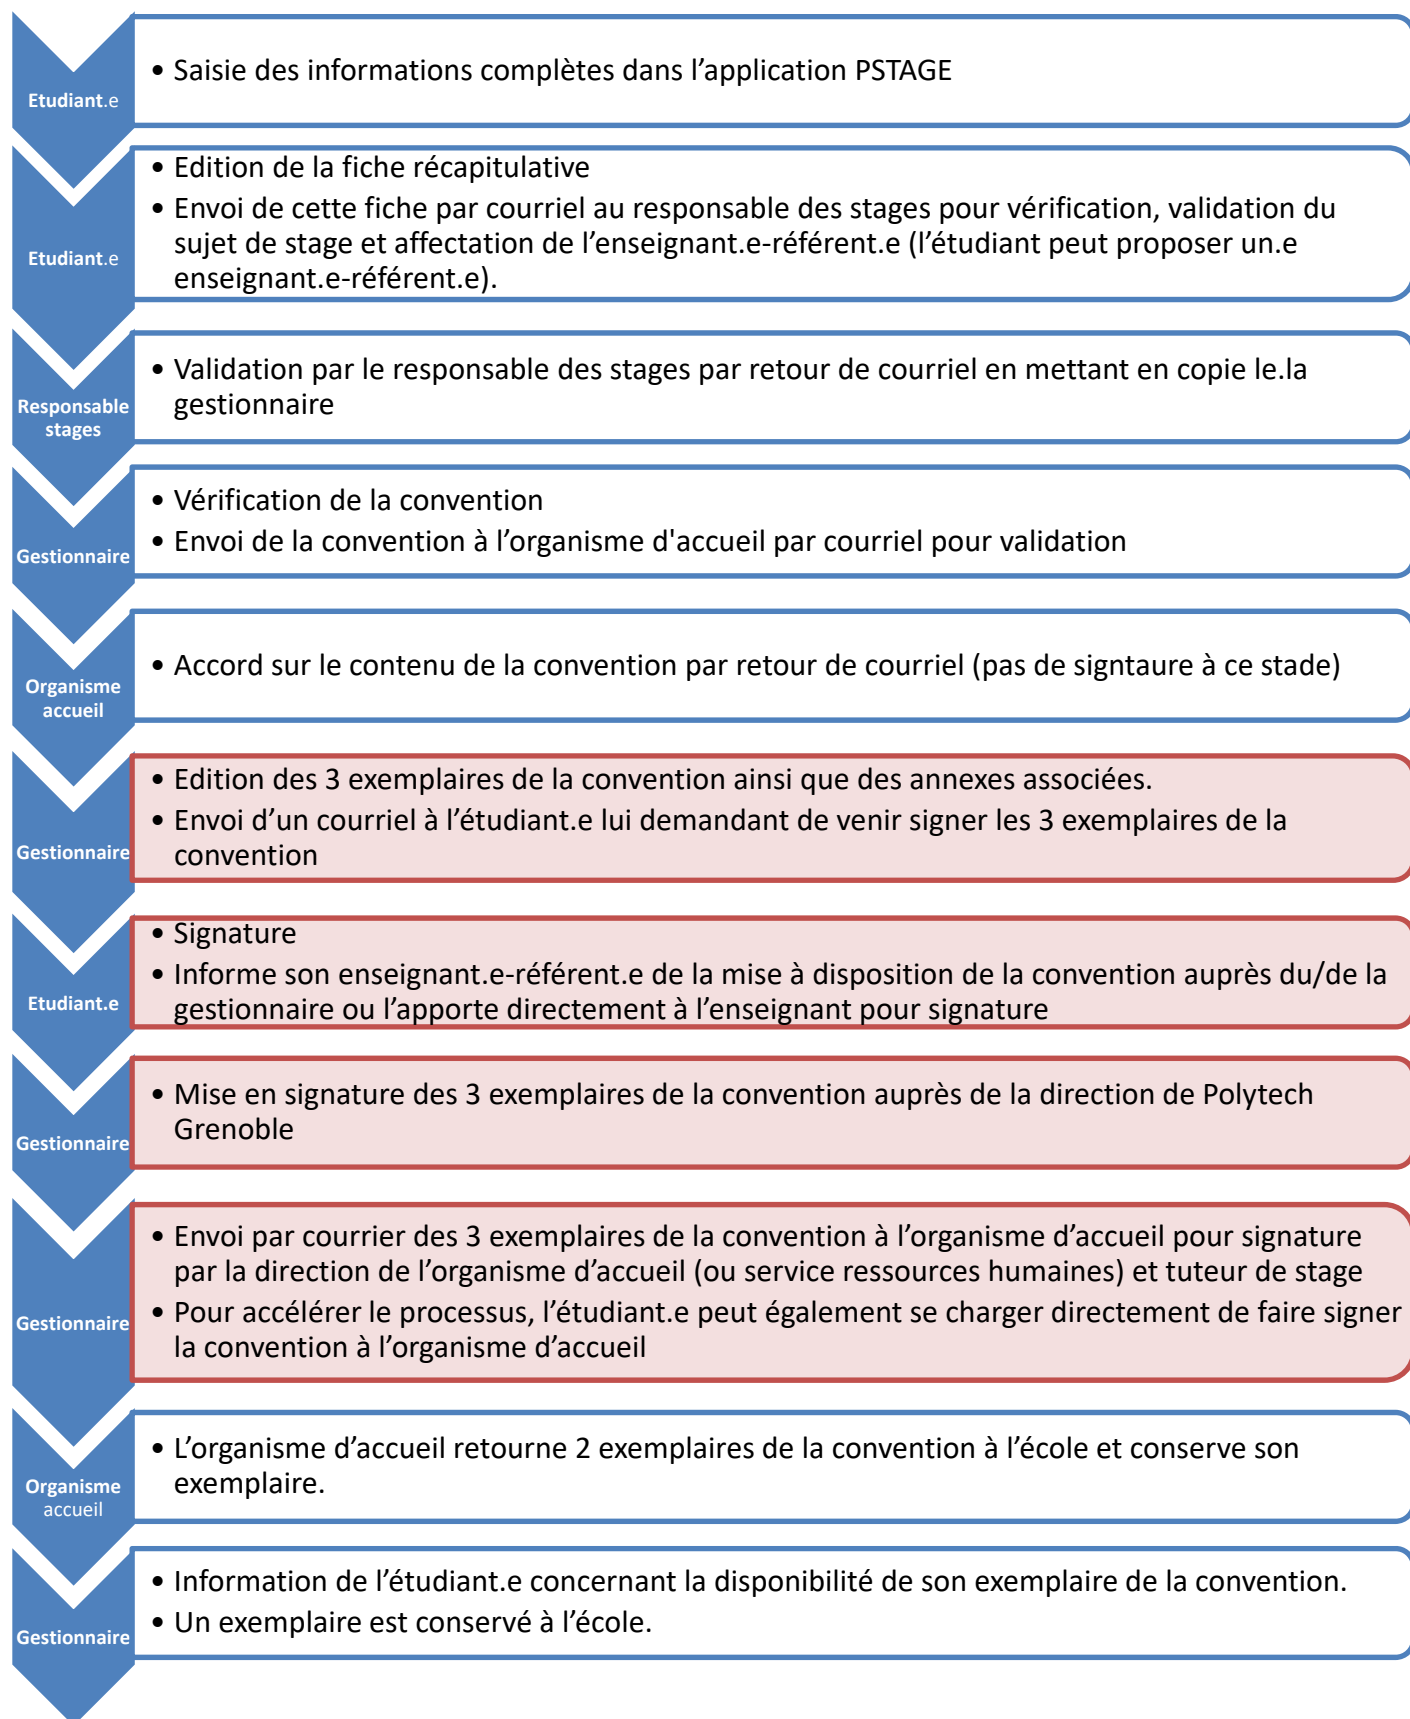 Etudiant.e
• Saisie des informations complètes dans l’application PSTAGE
Etudiant.e
• Edition de la fiche récapitulative
• Envoi de cette fiche par courriel au responsable des stages pour vérification, validation du
sujet de stage et affectation de l’enseignant.e-référent.e (l’étudiant peut proposer un.e
enseignant.e-référent.e).
Responsable
stages
• Validation par le responsable des stages par retour de courriel en mettant en copie le.la
gestionnaire
Gestionnaire
• Vérification de la convention
• Envoi de la convention à l’organisme d'accueil par courriel pour validation
Organisme
accueil
• Accord sur le contenu de la convention par retour de courriel (pas de signtaure à ce stade)
Gestionnaire
• Edition des 3 exemplaires de la convention ainsi que des annexes associées.
• Envoi d’un courriel à l’étudiant.e lui demandant de venir signer les 3 exemplaires de la
convention
Etudiant.e
• Signature
• Informe son enseignant.e-référent.e de la mise à disposition de la convention auprès du/de la
gestionnaire ou l’apporte directement à l’enseignant pour signature
Gestionnaire
• Mise en signature des 3 exemplaires de la convention auprès de la direction de Polytech
Grenoble
Gestionnaire
• Envoi par courrier des 3 exemplaires de la convention à l’organisme d’accueil pour signature
par la direction de l’organisme d’accueil (ou service ressources humaines) et tuteur de stage
• Pour accélérer le processus, l’étudiant.e peut également se charger directement de faire signer
la convention à l’organisme d’accueil
Organisme
accueil
• L’organisme d’accueil retourne 2 exemplaires de la convention à l’école et conserve son
exemplaire.
Gestionnaire
• Information de l’étudiant.e concernant la disponibilité de son exemplaire de la convention.
• Un exemplaire est conservé à l’école.